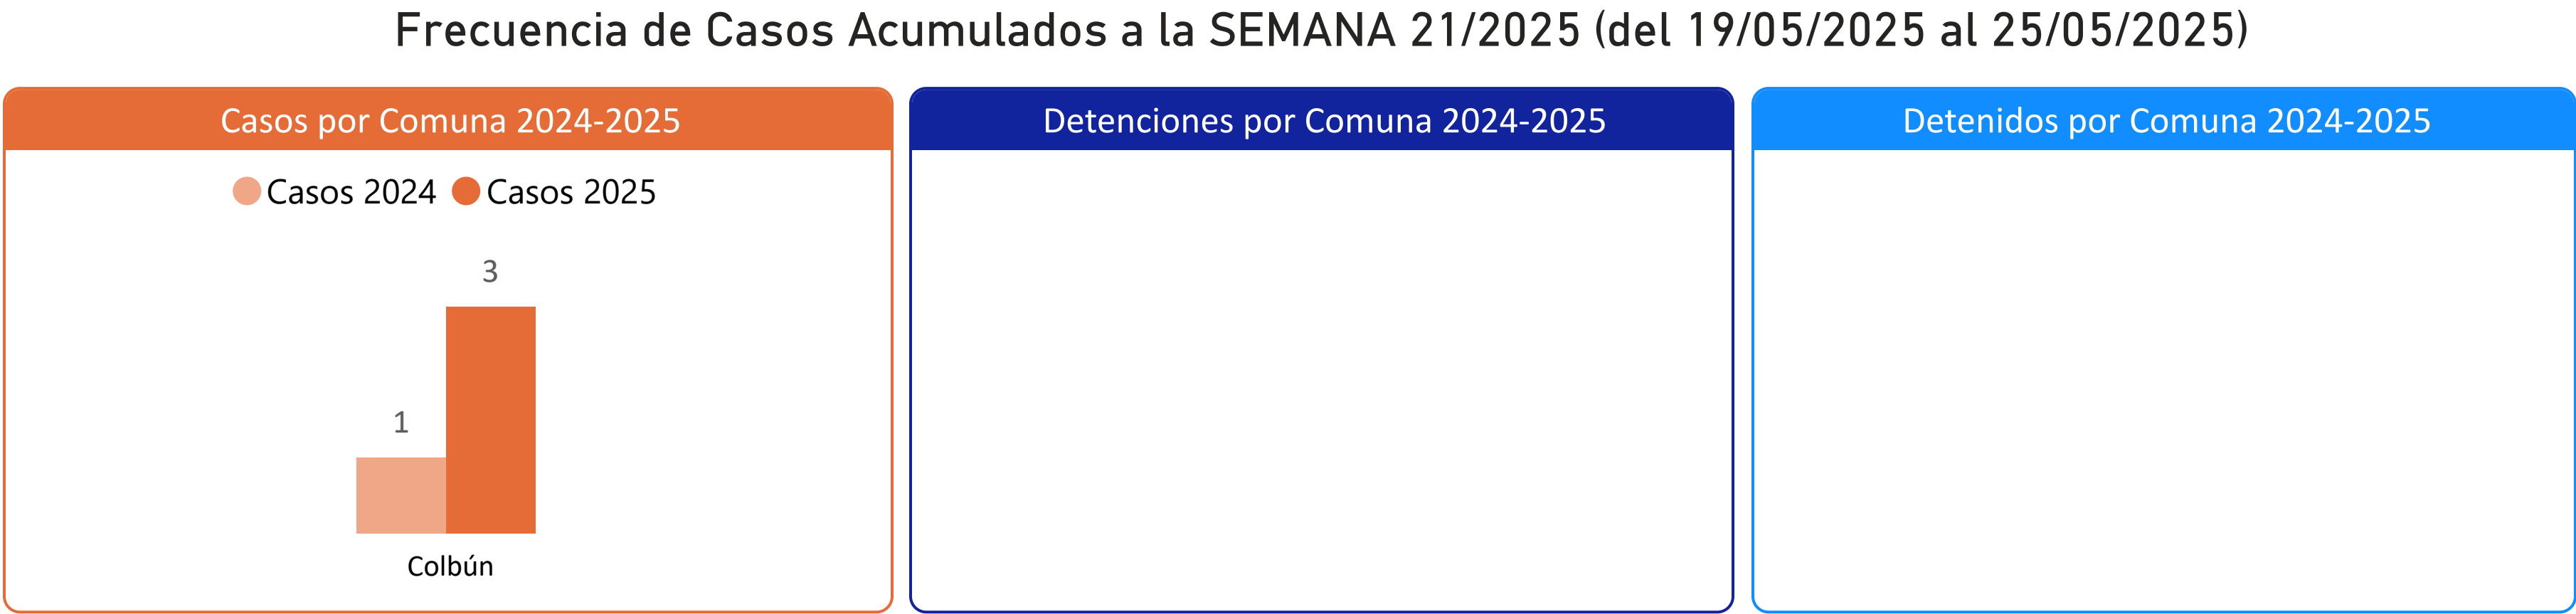 Frecuencia de Casos Acumulados a la SEMANA 21/2025 (del 19/05/2025 al 25/05/2025)
Casos por Comuna 2024-2025
Casos 2024 Casos 2025
3
1
Colbún
Detenciones por Comuna 2024-2025
Detenidos por Comuna 2024-2025